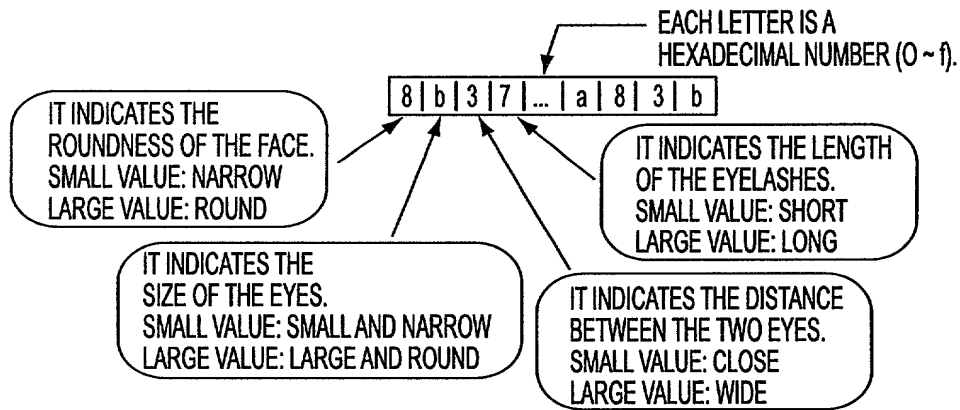 EACH LETTER IS A
HEXADECIMAL NUMBER (O ~ f).
8 | b | 3 | 7 | ... | a | 8 | 3 | b
IT INDICATES THE
ROUNDNESS OF THE FACE.
SMALL VALUE: NARROW
LARGE VALUE: ROUND
IT INDICATES THE LENGTH
OF THE EYELASHES.
SMALL VALUE: SHORT
LARGE VALUE: LONG
IT INDICATES THE
SIZE OF THE EYES.
SMALL VALUE: SMALL AND NARROW
LARGE VALUE: LARGE AND ROUND
IT INDICATES THE DISTANCE
BETWEEN THE TWO EYES.
SMALL VALUE: CLOSE
LARGE VALUE: WIDE